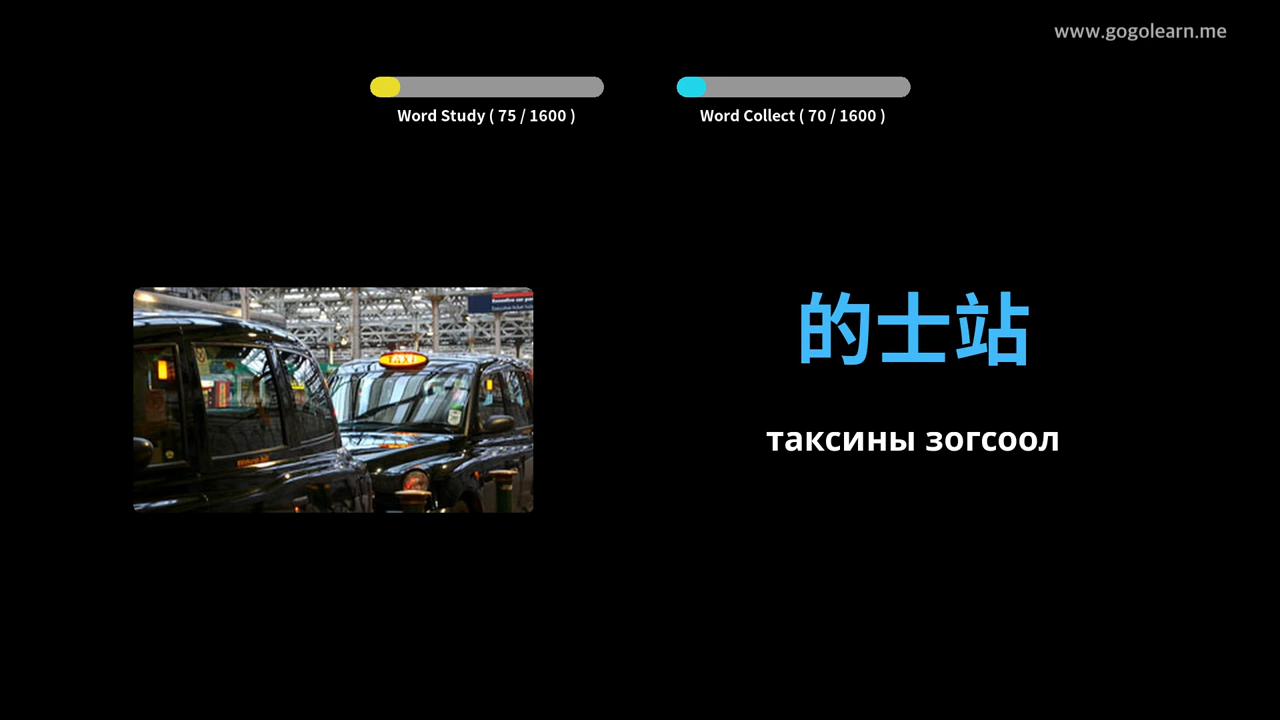 www.gogolearn.me
Word Study ( 75 / 1600 )
Word Collect ( 70 / 1600 )
TAXI
的士站
таксины зогсоол